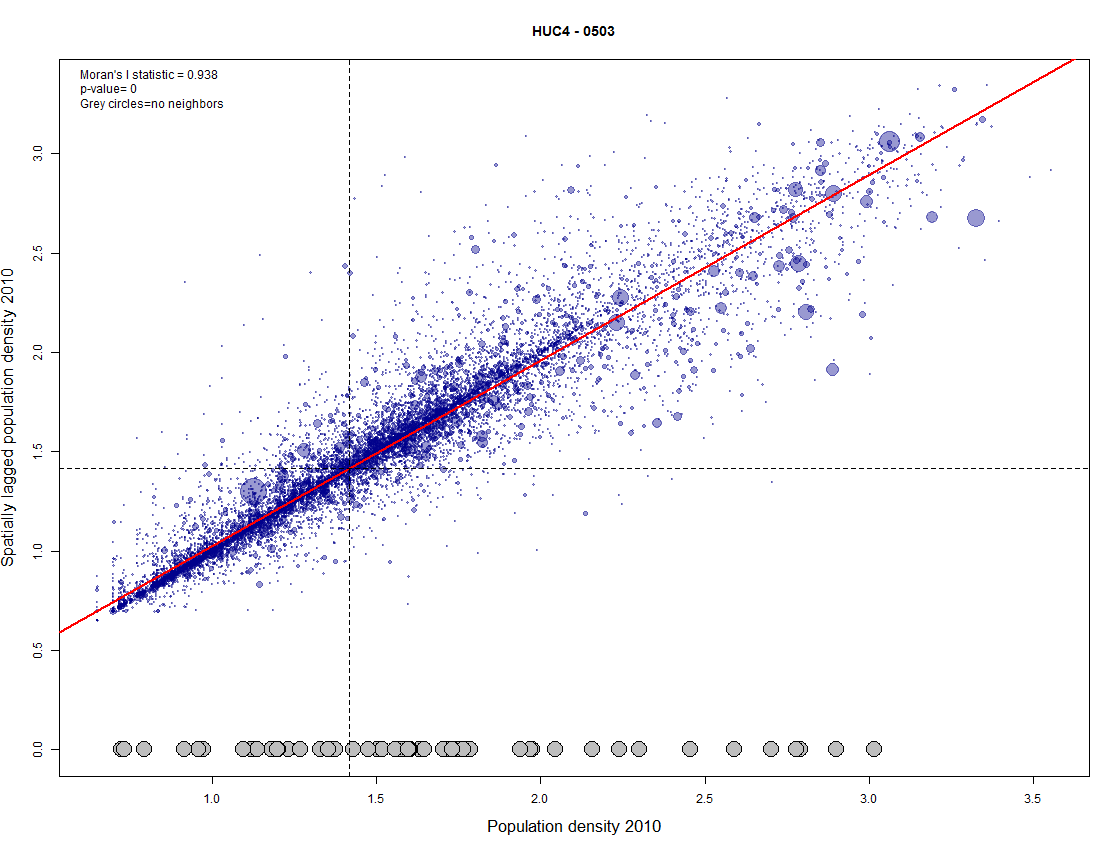 HUC4 - 0503
Moran's I statistic = 0.938
p-value= 0
Grey circles=no neighbors
Spatially lagged population density 2010
3.0
2.5
2.0
1.5
1.0
0.5
0.0
1.0 1.5 2.0 2.5 3.0 3.5
Population density 2010